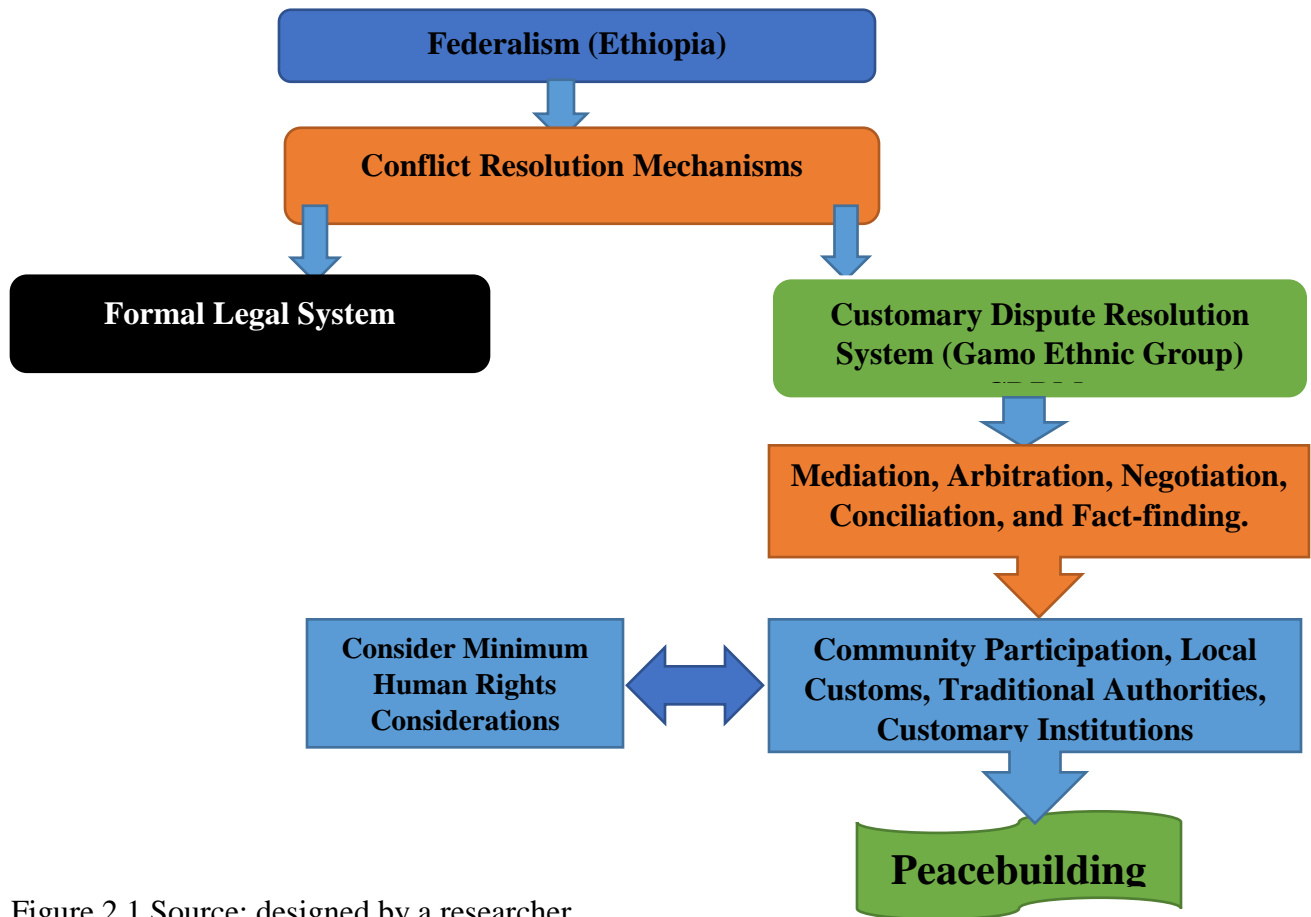 Federalism (Ethiopia)
Conflict Resolution Mechanisms
Formal Legal System
Customary Dispute Resolution
System (Gamo Ethnic Group)
Mediation, Arbitration, Negotiation,
Conciliation, and Fact-finding.
Consider Minimum
Human Rights
Considerations
Community Participation, Local
Customs, Traditional Authorities,
Customary Institutions
Peacebuilding
Figure 2.1 Source: designed by a researcher